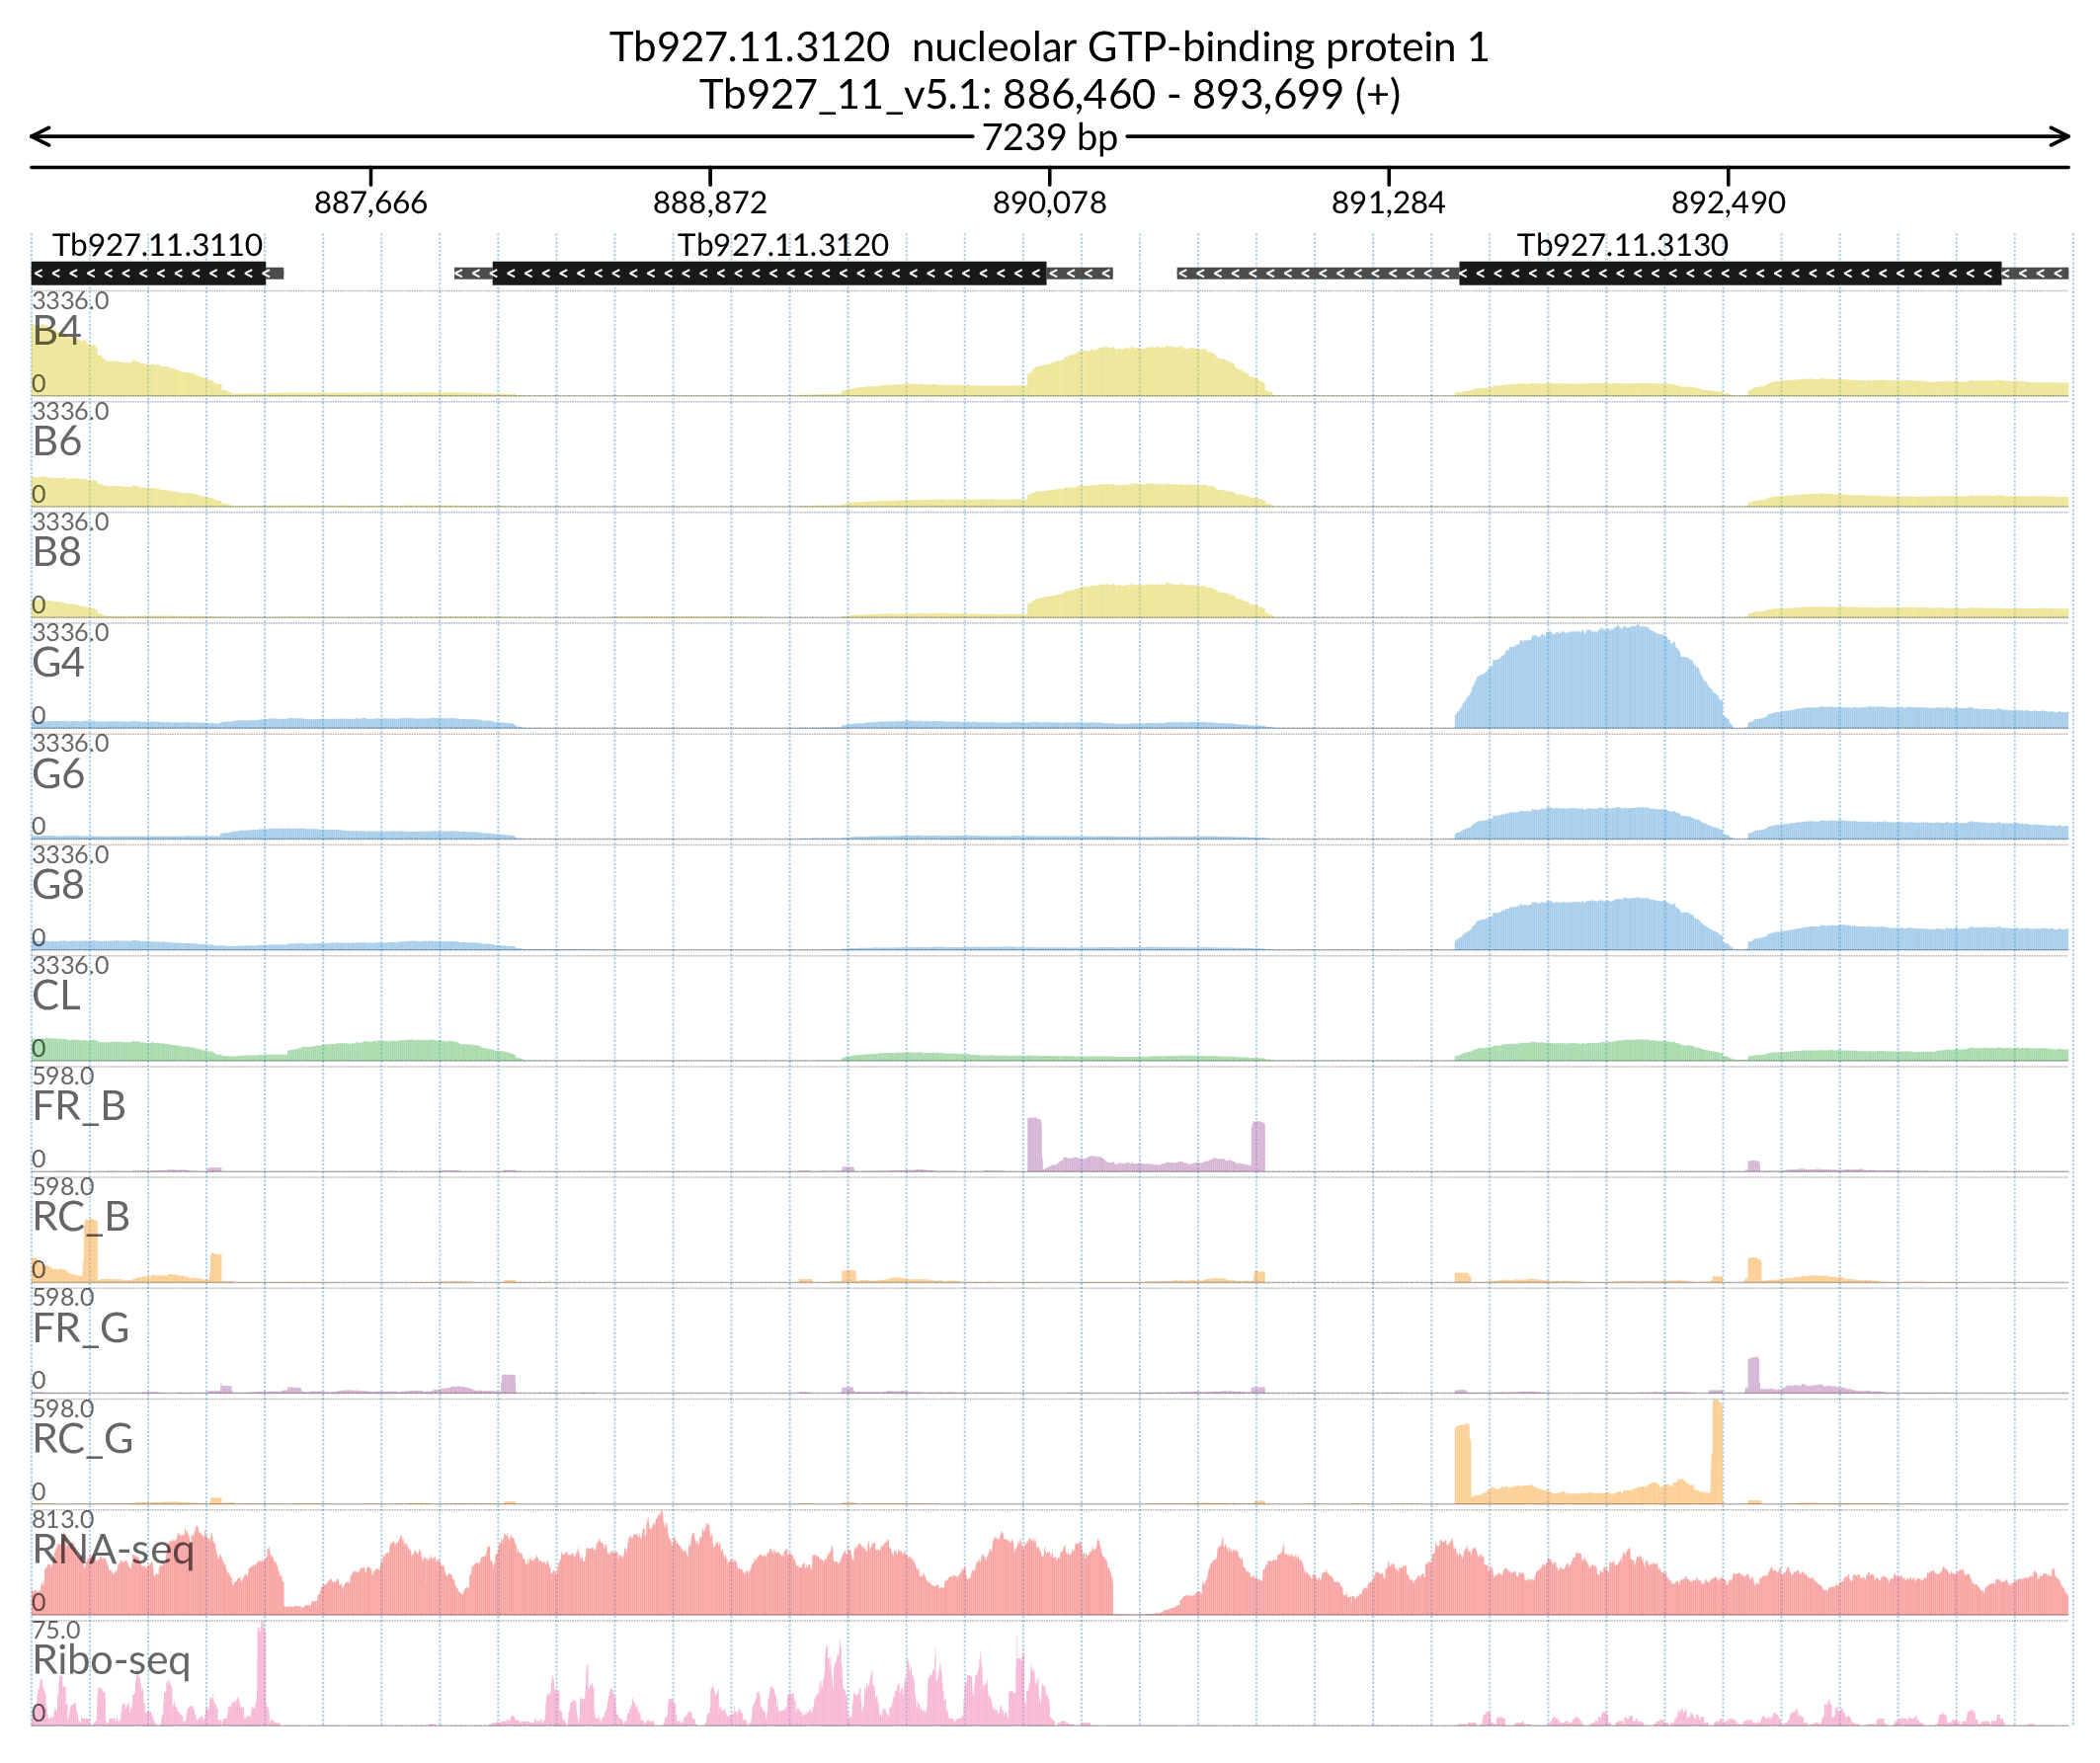 Tb927.11.3120 nucleolar GTP-binding protein 1
Tb927_11_v5.1: 886,460 - 893,699 (+)
7239 bp
887,666 888,872 890,078 891,284 892,490
Tb927.11.3110 Tb927.11.3120 Tb927.11.3130
3336.0
B4
0
3336.0
B6
0
3336.0
B8
0
3336.0
G4
0
3336.0
G6
0
3336.0
G8
0
3336.0
CL
0
598.0
FR_B
0
598.0
RC_B
0
598.0
FR_G
0
598.0
RC_G
0
813.0
RNA-seq
0
75.0
Ribo-seq
0